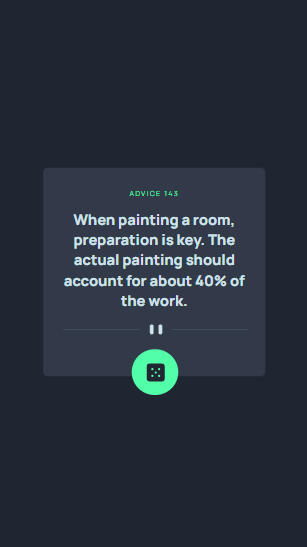 ADVICE 143
When painting a room,
preparation is key. The
actual painting should
account for about 40% of
the work.